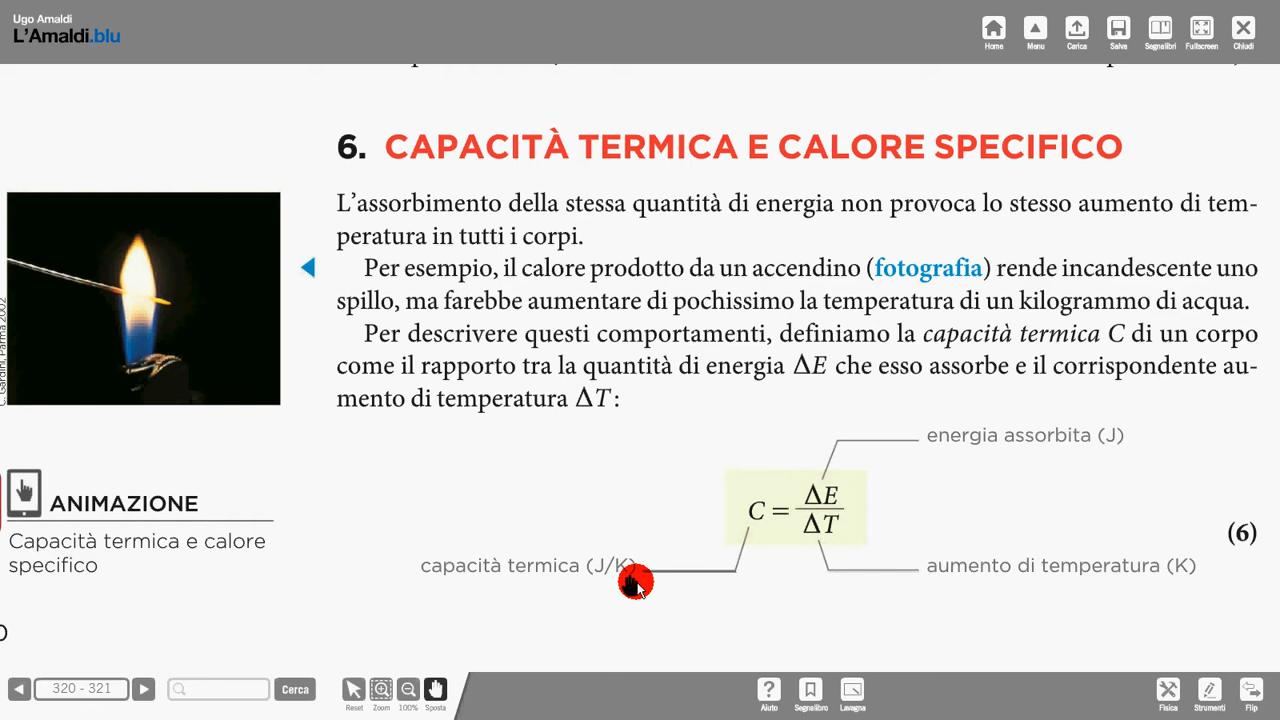 Ugo Amaldi
L'Amaldi.blu
Home
Menu
Carica
Salva
Segnalibri
Fullscreen
Chiudi
6. CAPACITÀ TERMICA E CALORE SPECIFICO
L'assorbimento della stessa quantità di energia non provoca lo stesso aumento di tem-
peratura in tutti i corpi.
Per esempio, il calore prodotto da un accendino (fotografia) rende incandescente uno
spillo, ma farebbe aumentare di pochissimo la temperatura di un kilogrammo di acqua.
Per descrivere questi comportamenti, definiamo la capacità termica C di un corpo
come il rapporto tra la quantità di energia ΔE che esso assorbe e il corrispondente au-
mento di temperatura ΔT:
C. Gardini, Parma 2002
energia assorbita (J)
C = ΔE/ΔT
(6)
capacità termica (J/K)
aumento di temperatura (K)
ANIMAZIONE
Capacità termica e calore
specifico
0
320 - 321
Cerca
Reset
Zoom
100%
Sposta
Aiuto
Segnalibro
Lavagna
Fisica
Strumenti
Flip